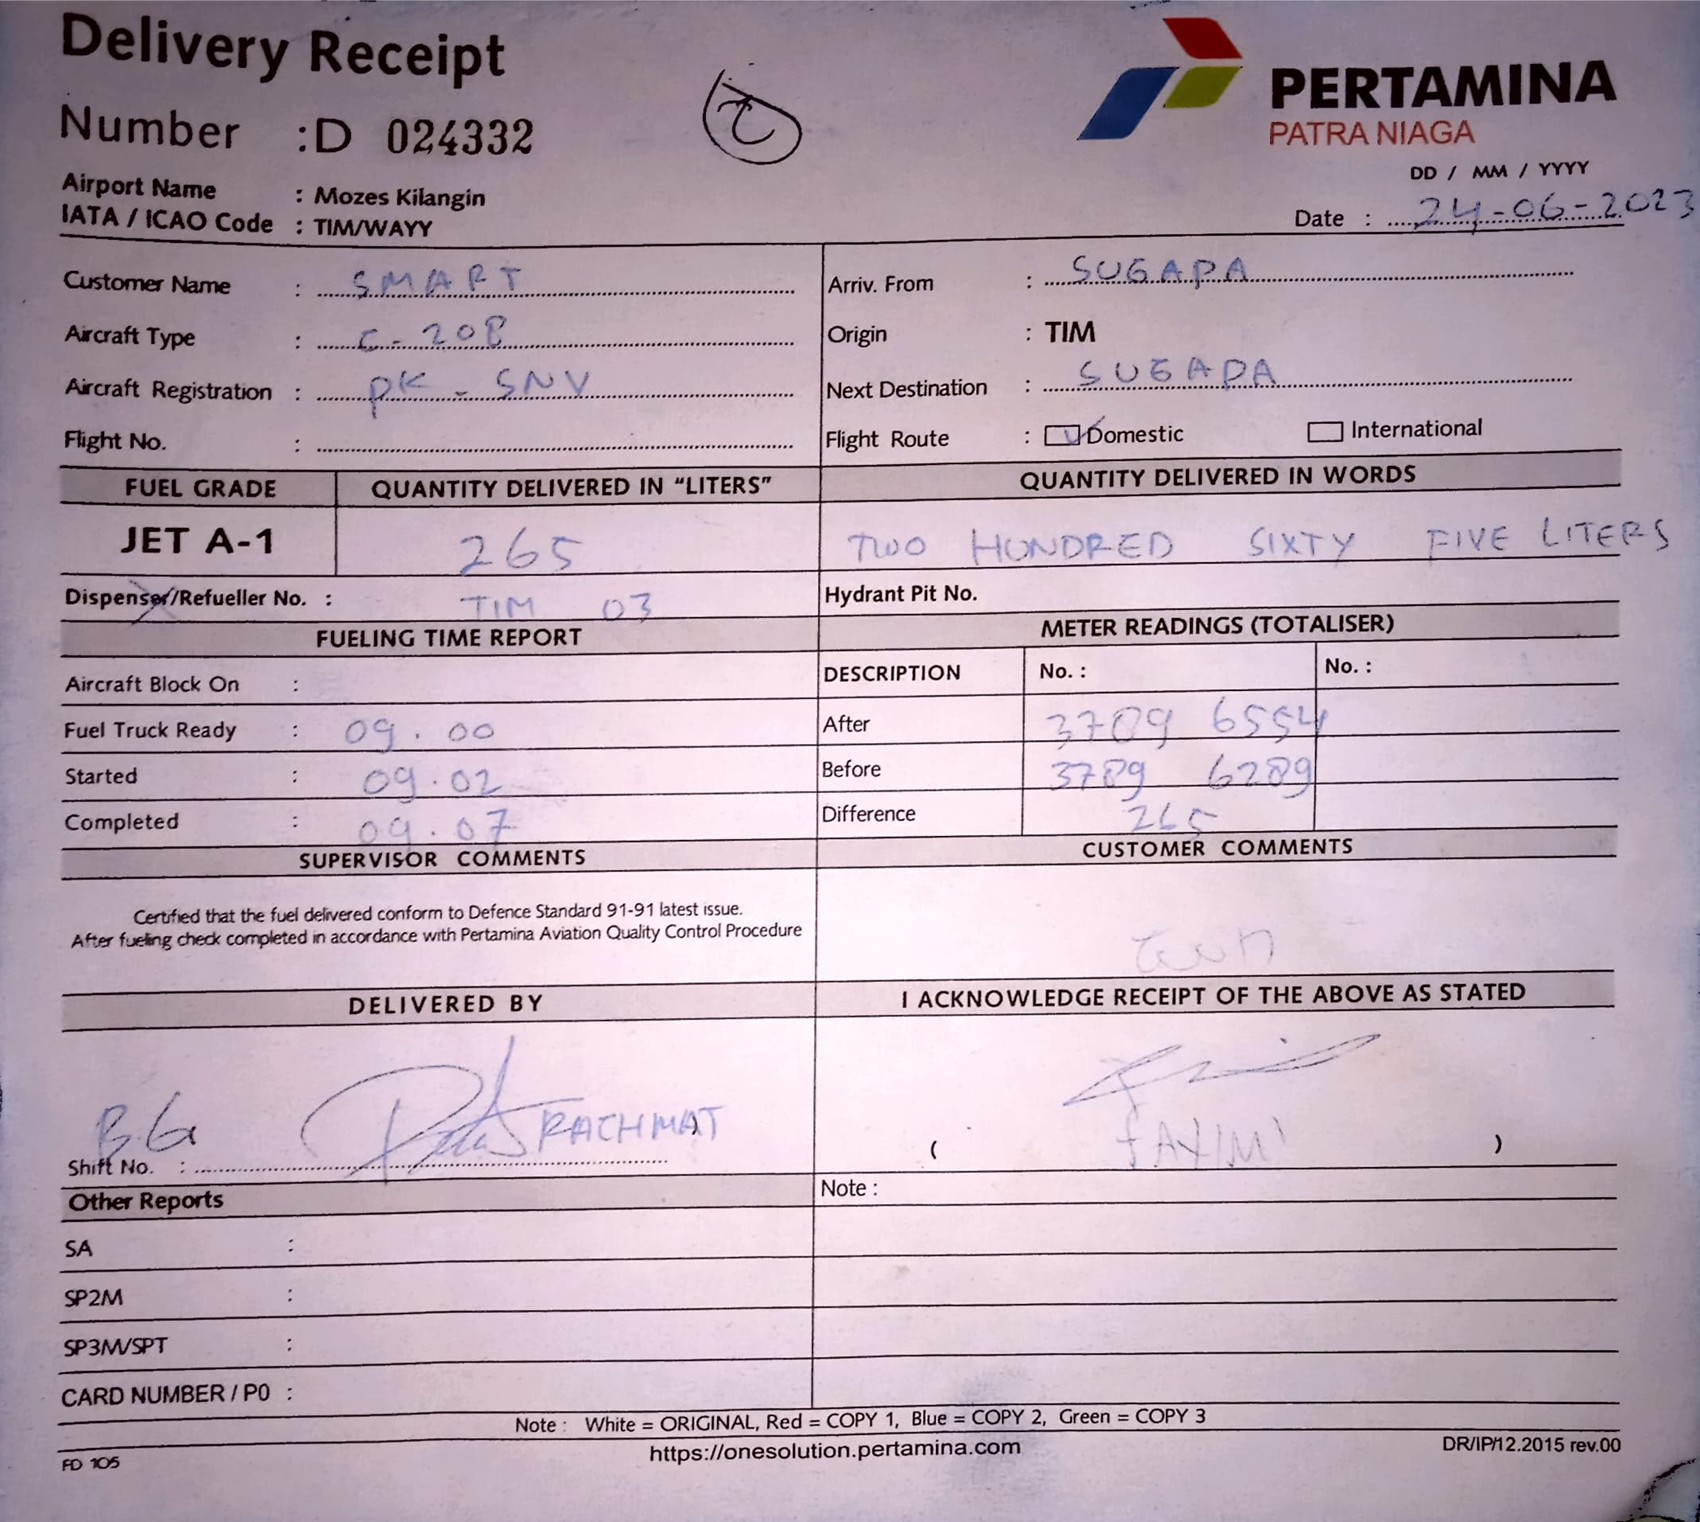 Delivery Receipt
Number : D 024332
PERTAMINA
PATRA NIAGA
Airport Name : Mozes Kilangin
IATA / ICAO Code : TIM/WAYY
DD / MM / YYYY
Date : 24-06-2023
Customer Name : SMART
Arriv. From : SUGAPA
Aircraft Type : C-20B
Origin : TIM
Aircraft Registration : PK - SNV
Next Destination : SUGAPA
Flight No. :
Flight Route : Domestic International
FUEL GRADE QUANTITY DELIVERED IN “LITERS” QUANTITY DELIVERED IN WORDS
JET A-1 265 TWO HUNDRED SIXTY FIVE LITERS
Dispenser/Refueller No. : TIM 03 Hydrant Pit No.
FUELING TIME REPORT METER READINGS (TOTALISER)
Aircraft Block On : DESCRIPTION No. : No. :
Fuel Truck Ready : 09.00 After 3789 6554
Started : 09.02 Before 3789 6289
Completed : 09.07 Difference 265
SUPERVISOR COMMENTS CUSTOMER COMMENTS
Certified that the fuel delivered conform to Defence Standard 91-91 latest issue.
After fueling check completed in accordance with Pertamina Aviation Quality Control Procedure
DELIVERED BY I ACKNOWLEDGE RECEIPT OF THE ABOVE AS STATED
RACHMAT
Shift No. : ( )
Other Reports Note :
SA :
SP2M :
SP3M/SPT :
CARD NUMBER / P0 :
Note : White = ORIGINAL, Red = COPY 1, Blue = COPY 2, Green = COPY 3
FD 105 https://onesolution.pertamina.com DR/IP/12.2015 rev.00